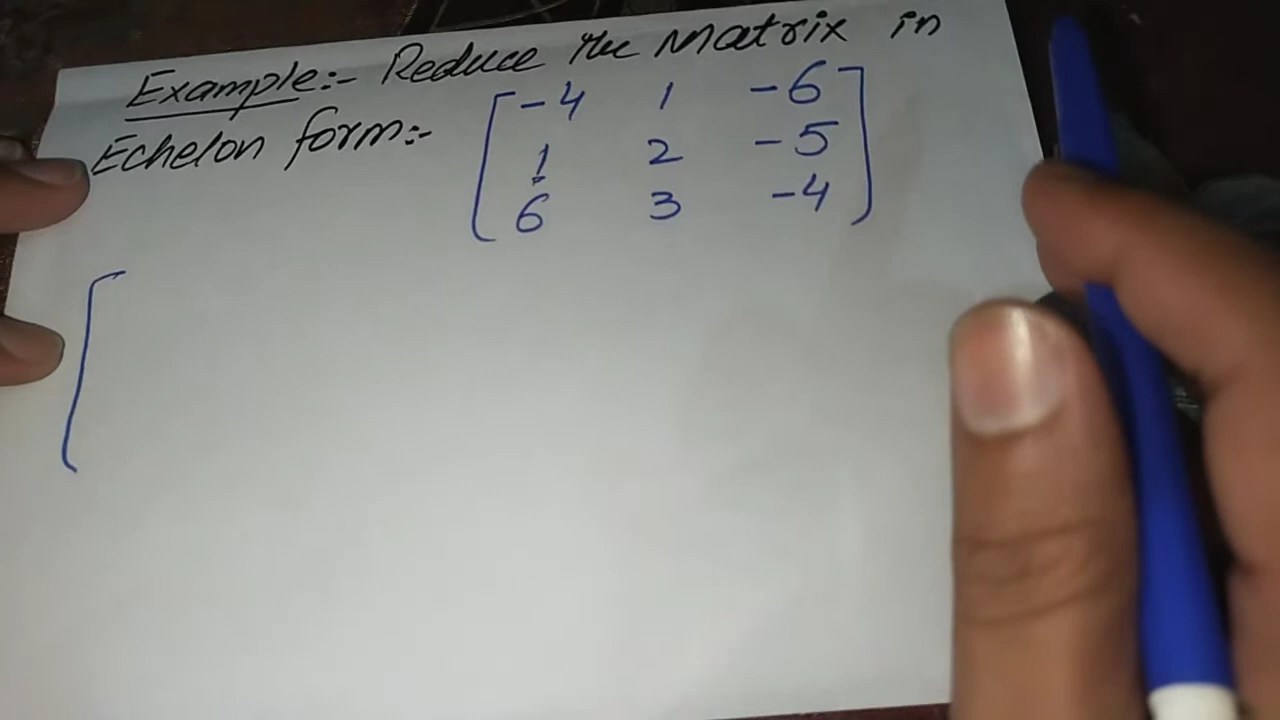 Example:- Reduce the Matrix in
Echelon form:- [ -4 1 -6
1 2 -5
6 3 -4 ]
[